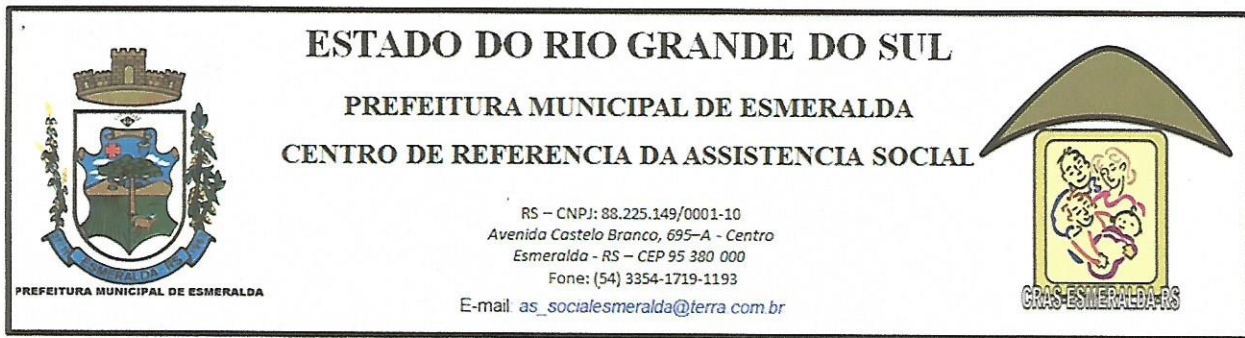 ESTADO DO RIO GRANDE DO SUL
PREFEITURA MUNICIPAL DE ESMERALDA
CENTRO DE REFERENCIA DA ASSISTENCIA SOCIAL
RS – CNPJ: 88.225.149/0001-10
Avenida Castelo Branco, 695–A - Centro
Esmeralda - RS – CEP 95 380 000
Fone: (54) 3354-1719-1193
E-mail: as_socialesmeralda@terra.com.br
ESMERALDA RS
PREFEITURA MUNICIPAL DE ESMERALDA
CRAS-ESMERALDA-RS